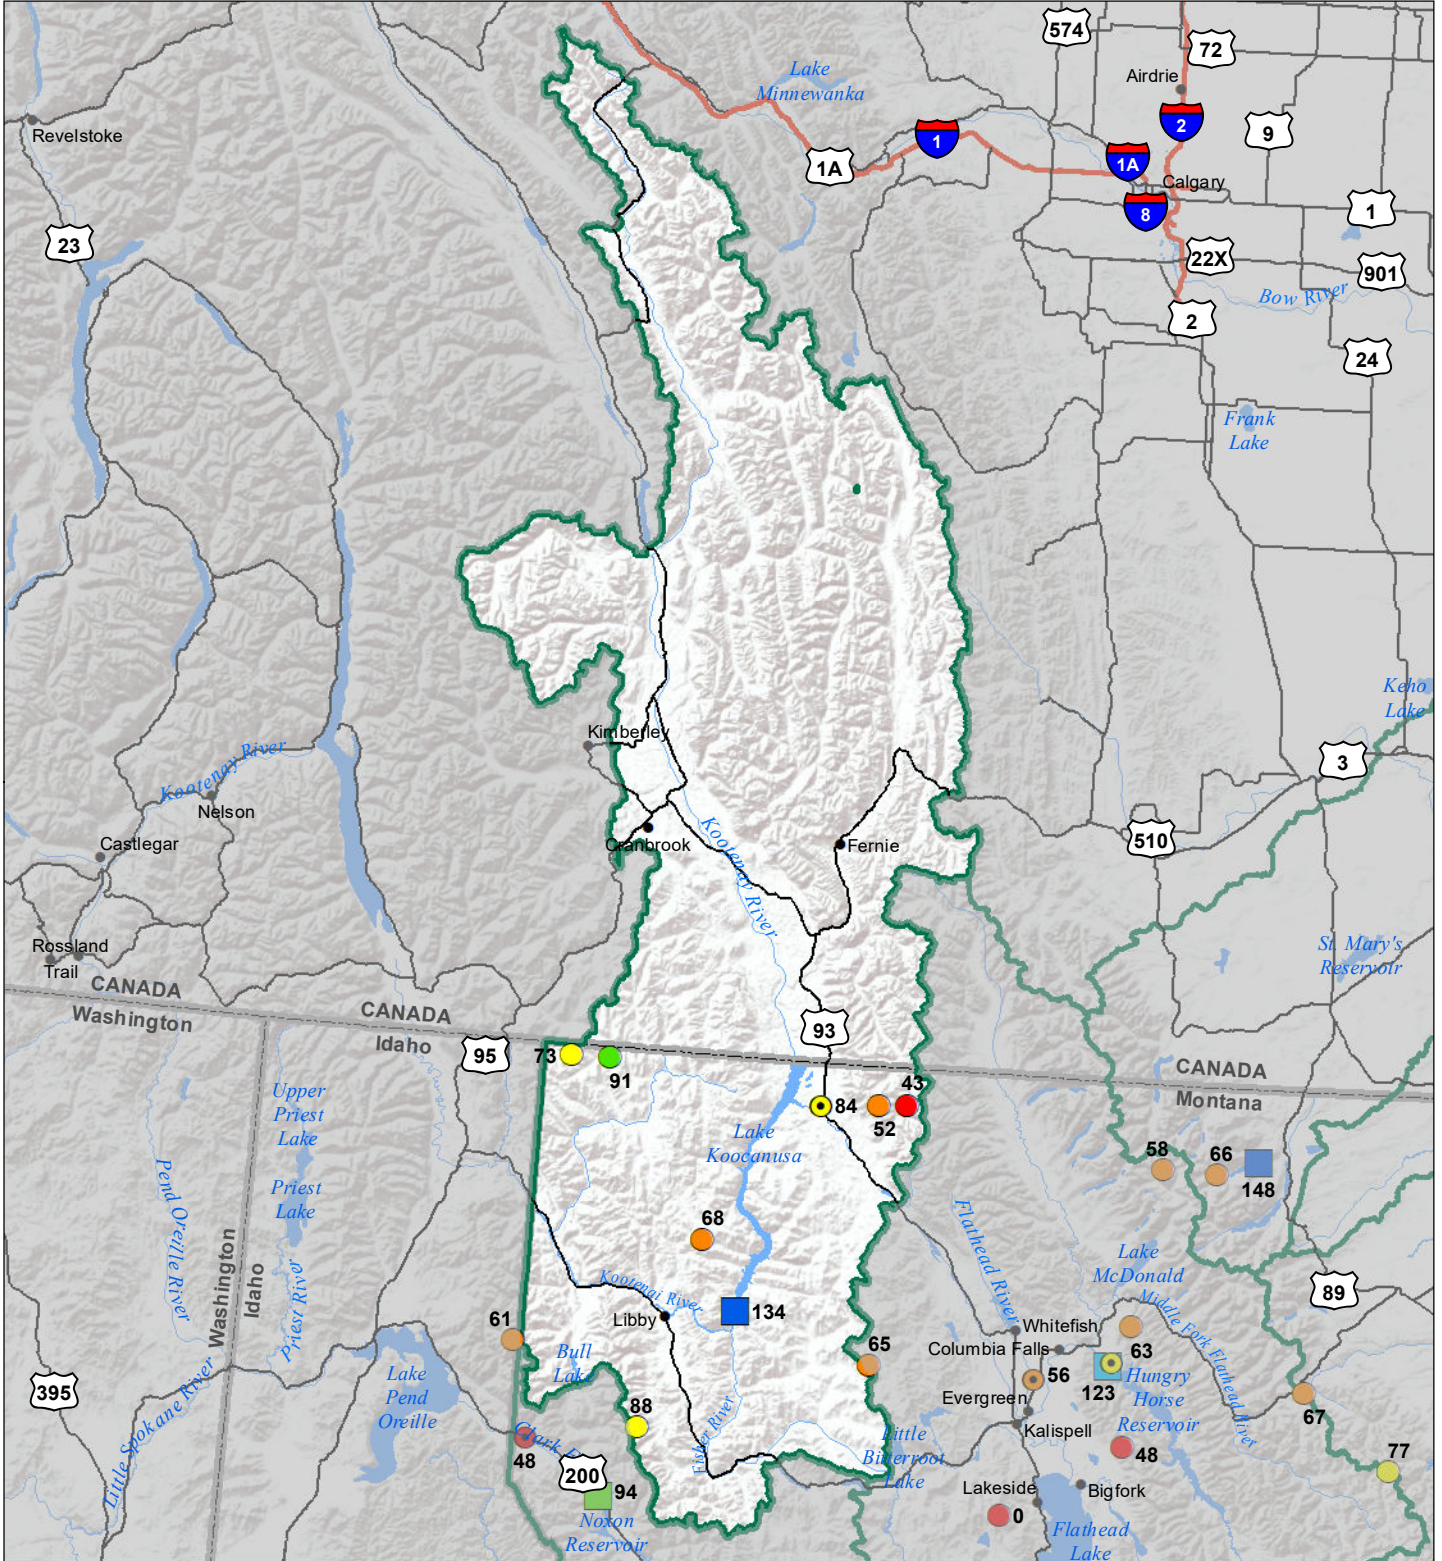 574
72
Airdrie
Lake
Minnewanka
2
9
Revelstoke
1
1A
1A
Calgary
8
1
23
22X
901
Bow River
2
24
Frank
Lake
Keho
Lake
Kimberley
3
Kootenay River
Nelson
Kootenay River
Castlegar
Cranbrook
Fernie
510
Rossland
Trail
St. Mary's
Reservoir
CANADA
Washington
CANADA
Idaho
95
93
73
91
CANADA
Montana
43
84
52
Upper
Priest
Lake
Lake
Koocanusa
58
66
148
Pend Oreille River
Priest
Lake
68
Flathead River
Lake
McDonald
Washington
Idaho
Priest River
Kootenai River
Middle Fork Flathead River
89
Libby
134
61
Whitefish
Columbia Falls
63
Bull
Lake
65
56
123
Hungry
Horse
Reservoir
395
Lake
Pend
Oreille
Evergreen
67
88
Kalispell
Little Spokane River
Clark F
Fisher River
Little
Bitterroot
Lake
48
48
77
200
94
Lakeside
Bigfork
0
Noxon
Reservoir
Flathead
Lake